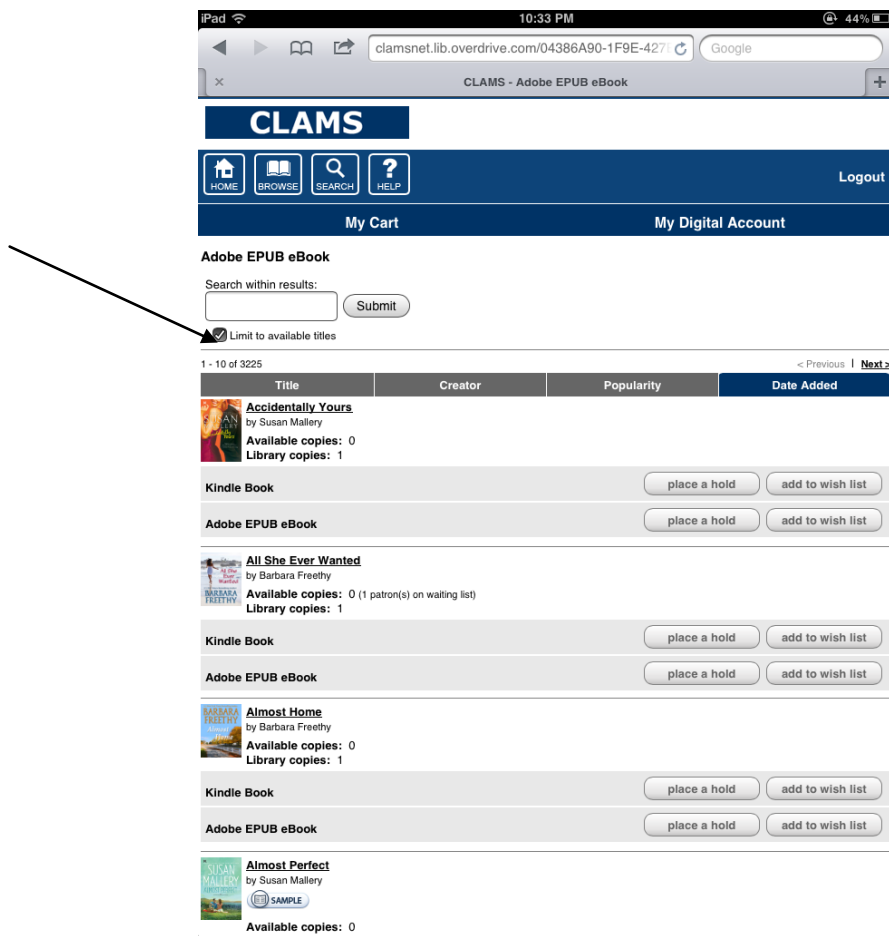 iPad 10:33 PM 44%
clamsnet.lib.overdrive.com/04386A90-1F9E-427 Google
CLAMS - Adobe EPUB eBook
CLAMS
HOME BROWSE SEARCH HELP Logout
My Cart My Digital Account
Adobe EPUB eBook
Search within results:
Submit
Limit to available titles
1 - 10 of 3225 < Previous | Next >
Title Creator Popularity Date Added
Accidentally Yours
by Susan Mallery
Available copies: 0
Library copies: 1
Kindle Book place a hold add to wish list
Adobe EPUB eBook place a hold add to wish list
All She Ever Wanted
by Barbara Freethy
Available copies: 0 (1 patron(s) on waiting list)
Library copies: 1
Kindle Book place a hold add to wish list
Adobe EPUB eBook place a hold add to wish list
Almost Home
by Barbara Freethy
Available copies: 0
Library copies: 1
Kindle Book place a hold add to wish list
Adobe EPUB eBook place a hold add to wish list
Almost Perfect
by Susan Mallery
SAMPLE
Available copies: 0